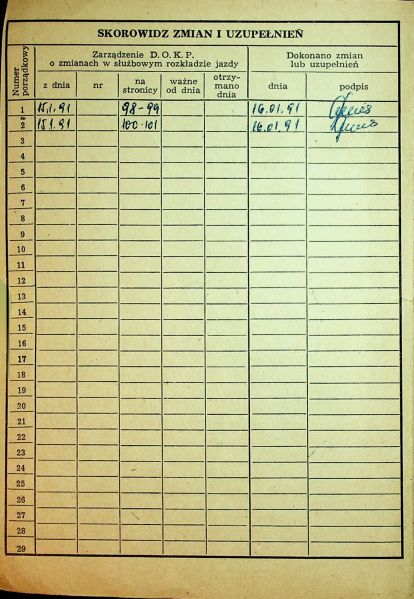 SKOROWIDZ ZMIAN I UZUPEŁNIEŃ
Numer porządkowy
Zarządzenie D. O. K. P.
o zmianach w służbowym rozkładzie jazdy
Dokonano zmian
lub uzupełnień
z dnia
nr
na stronicy
ważne od dnia
otrzymano dnia
dnia
podpis
1 15.1.91 98-99 16.01.91
2 15.1.91 100-101 16.01.91
3
4
5
6
7
8
9
10
11
12
13
14
15
16
17
18
19
20
21
22
23
24
25
26
27
28
29